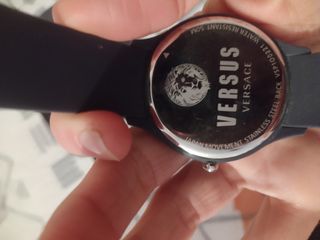 VERSUS
VERSACE
WATER RESISTANT 50M
JAPAN MOVEMENT STAINLESS STEEL BACK